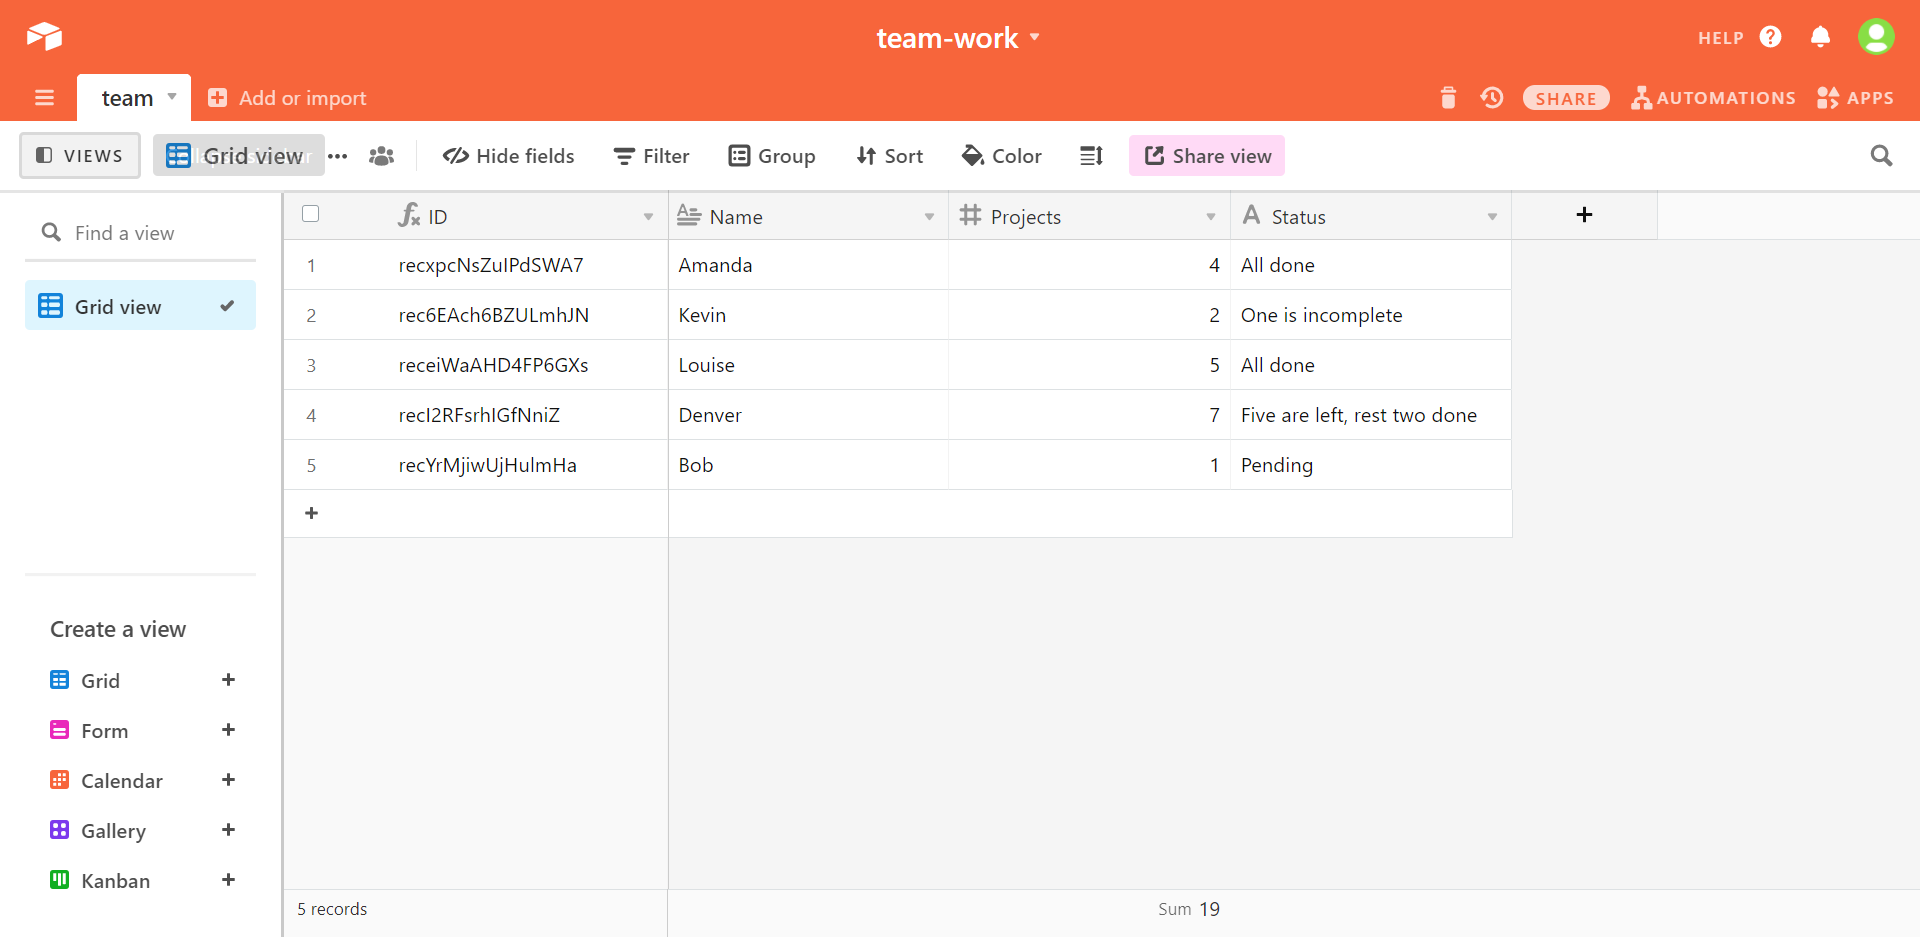 team-work
HELP
team
Add or import
SHARE
AUTOMATIONS
APPS
VIEWS
Grid view
Hide fields
Filter
Group
Sort
Color
Share view
Find a view
Grid view
ID Name Projects Status
1 recxpcNsZuIPdSWA7 Amanda 4 All done
2 rec6EAch6BZULmhJN Kevin 2 One is incomplete
3 receiWaAHD4FP6GXs Louise 5 All done
4 recI2RFsrhIGfNniZ Denver 7 Five are left, rest two done
5 recYrMjiwUjHulmHa Bob 1 Pending
Create a view
Grid
Form
Calendar
Gallery
Kanban
5 records
Sum 19